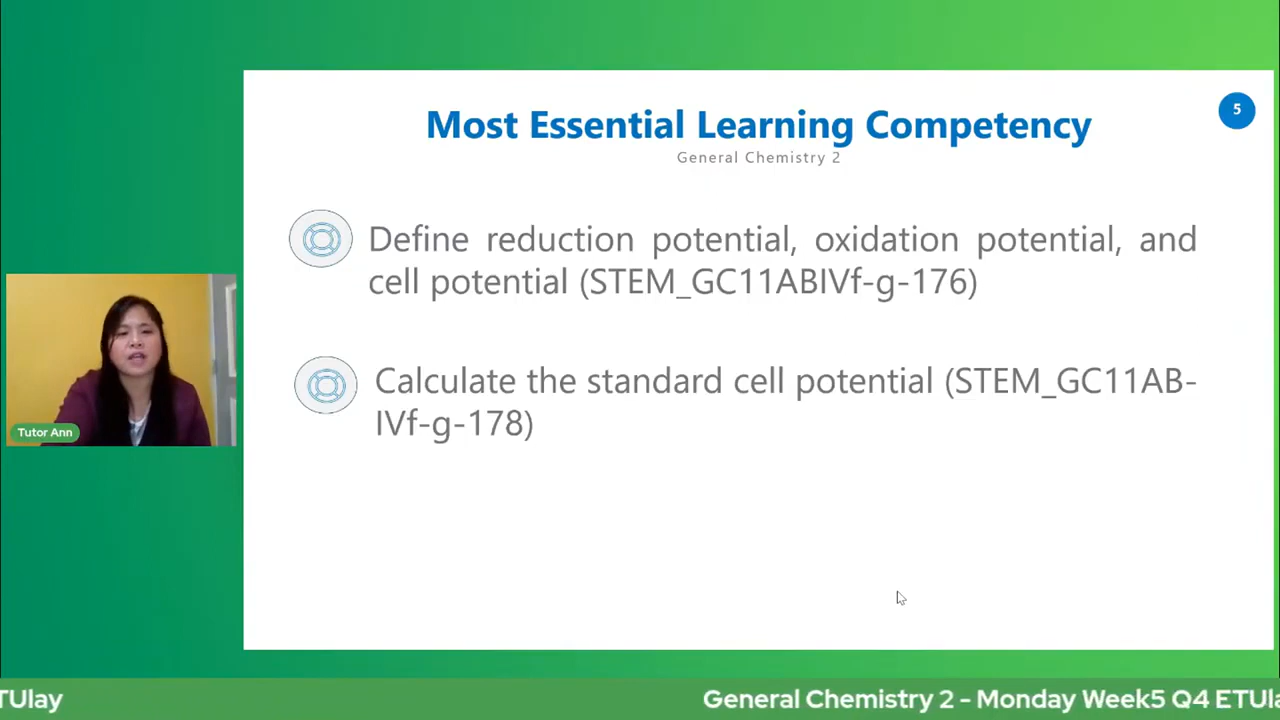 Most Essential Learning Competency
5
General Chemistry 2
Define reduction potential, oxidation potential, and
cell potential (STEM_GC11ABIVf-g-176)
Calculate the standard cell potential (STEM_GC11AB-
IVf-g-178)
Tutor Ann
TUlay
General Chemistry 2 - Monday Week5 Q4 ETUla